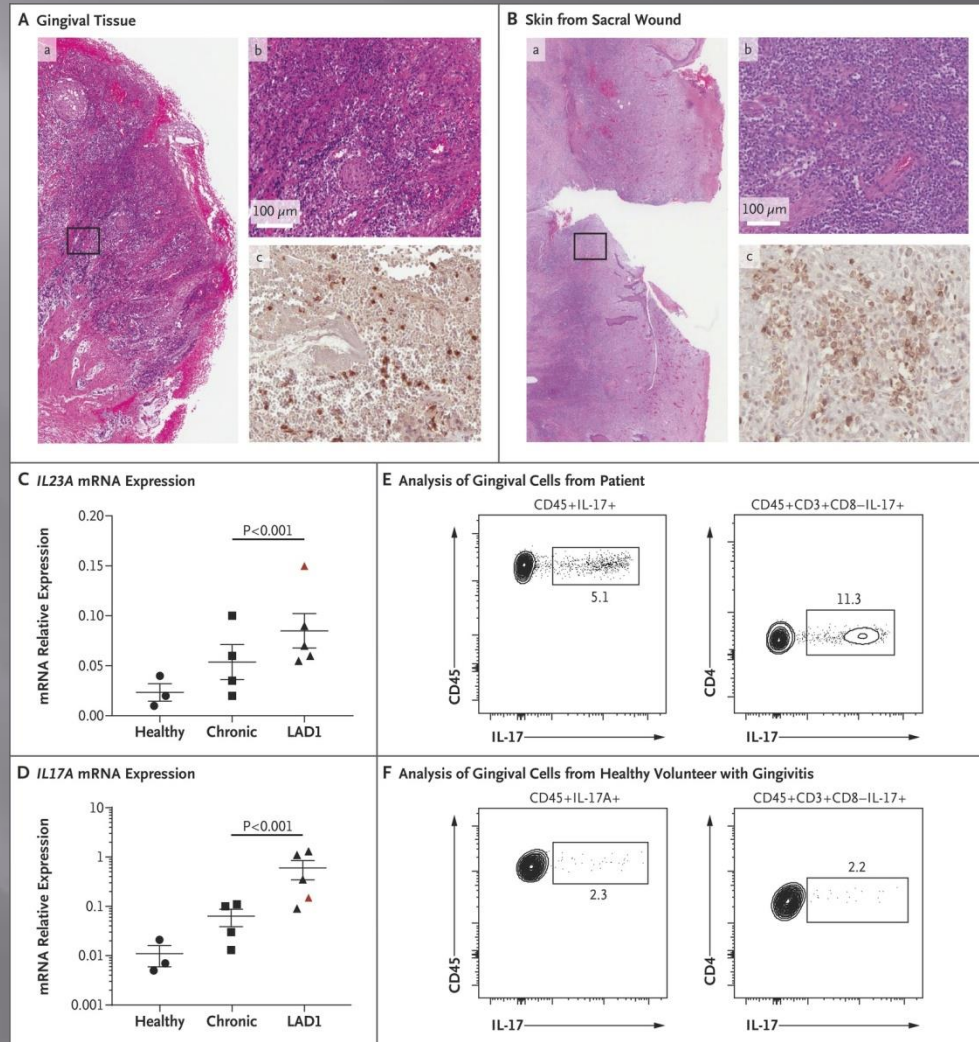 A Gingival Tissue
a
b
100 µm
c
B Skin from Sacral Wound
a
b
100 µm
c
C IL23A mRNA Expression
mRNA Relative Expression
0.20
0.15
0.10
0.05
0.00
P<0.001
Healthy Chronic LAD1
D IL17A mRNA Expression
mRNA Relative Expression
10
1
0.1
0.01
0.001
P<0.001
Healthy Chronic LAD1
E Analysis of Gingival Cells from Patient
CD45+IL-17+
CD45
5.1
IL-17
CD45+CD3+CD8−IL-17+
CD4
11.3
IL-17
F Analysis of Gingival Cells from Healthy Volunteer with Gingivitis
CD45+IL-17A+
CD45
2.3
IL-17
CD45+CD3+CD8−IL-17+
CD4
2.2
IL-17